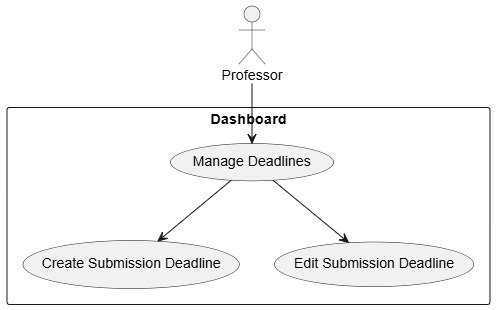 Professor
Dashboard
Manage Deadlines
Create Submission Deadline
Edit Submission Deadline